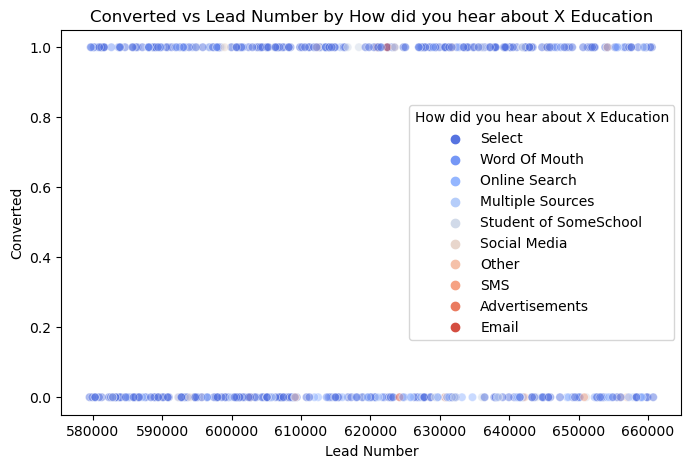 Converted vs Lead Number by How did you hear about X Education
1.0
0.8
0.6
0.4
0.2
0.0
Converted
How did you hear about X Education
Select
Word Of Mouth
Online Search
Multiple Sources
Student of SomeSchool
Social Media
Other
SMS
Advertisements
Email
580000 590000 600000 610000 620000 630000 640000 650000 660000
Lead Number